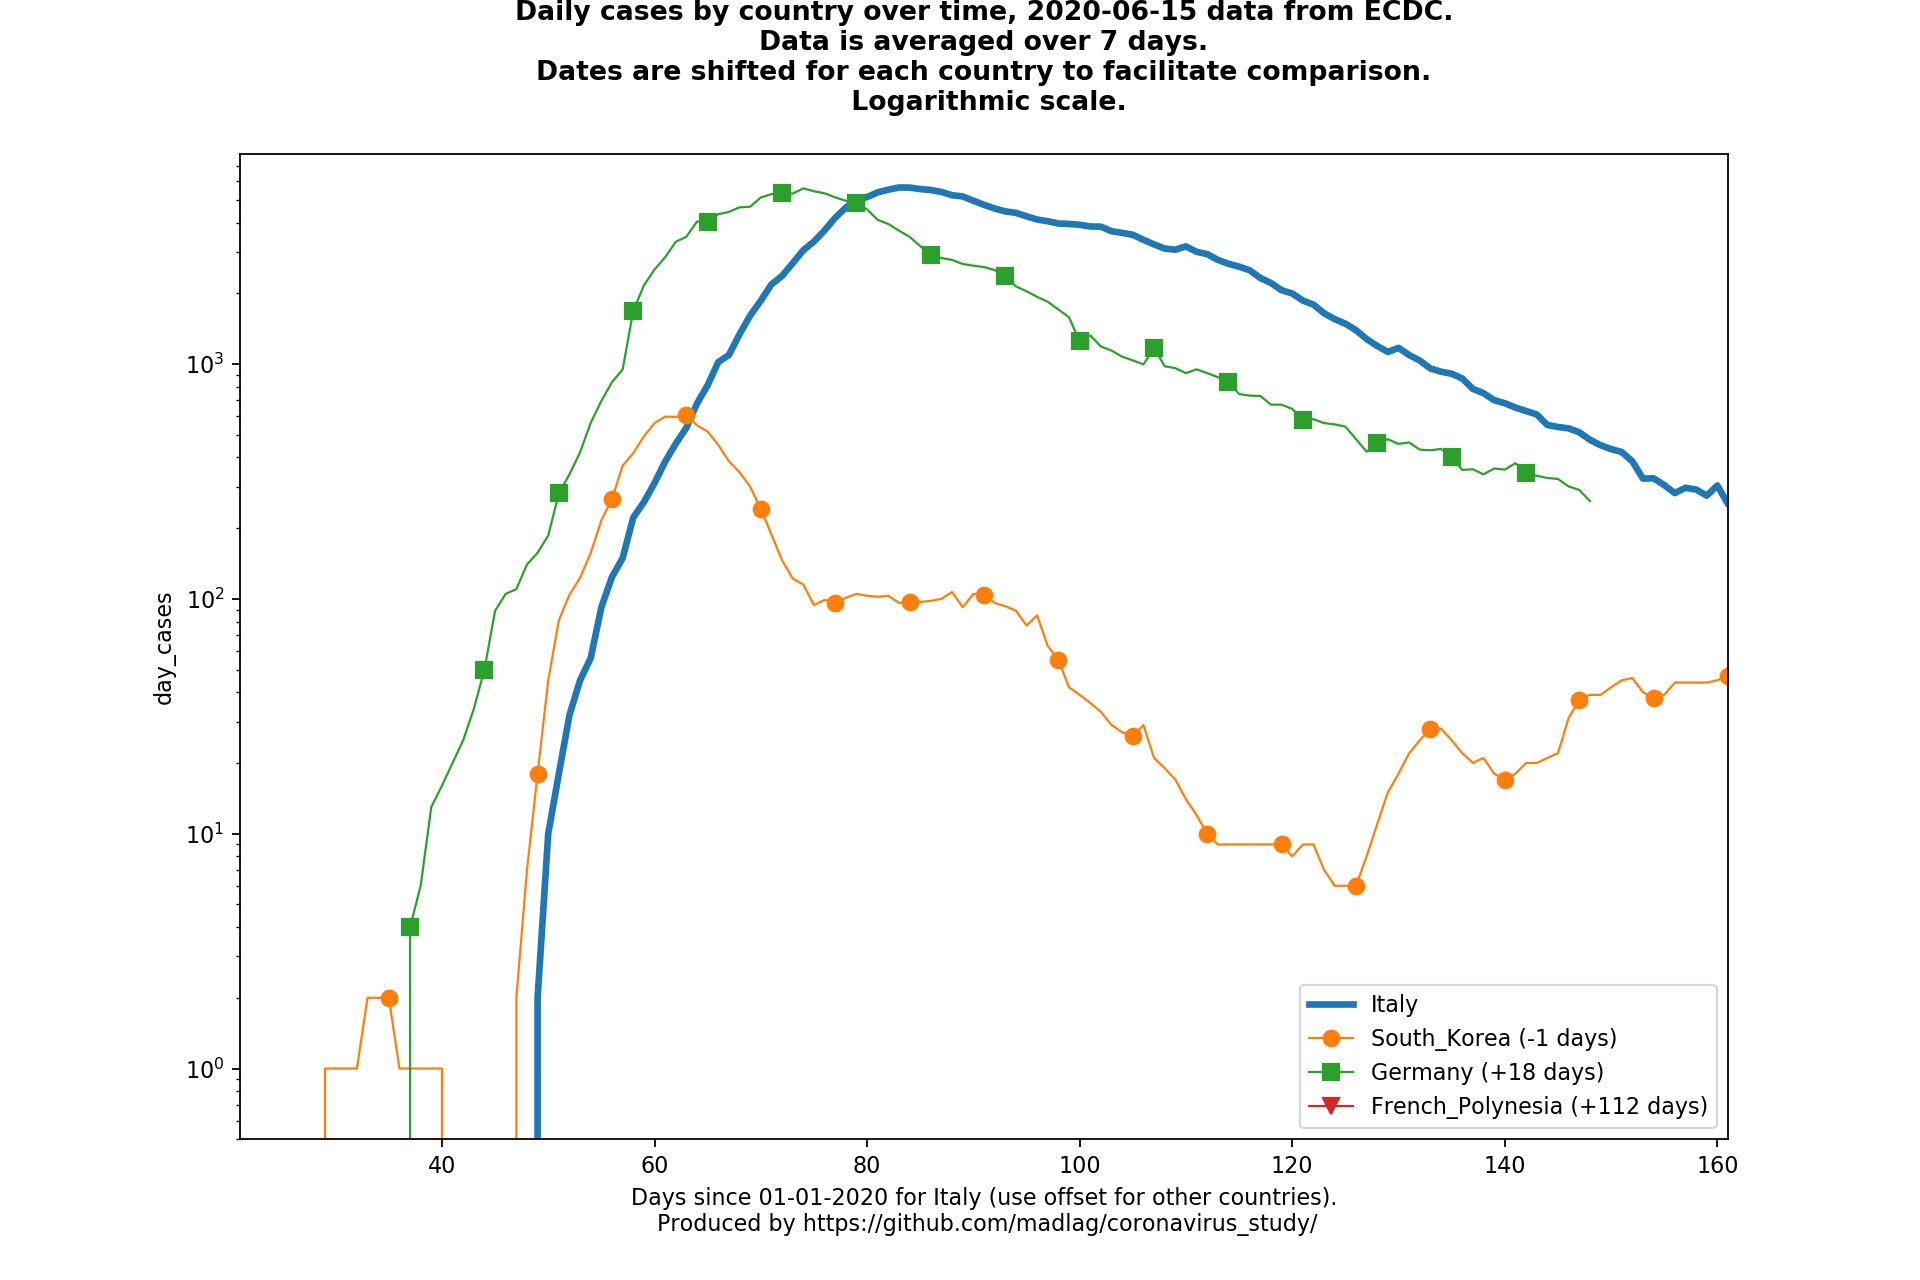 Daily cases by country over time, 2020-06-15 data from ECDC.
Data is averaged over 7 days.
Dates are shifted for each country to facilitate comparison.
Logarithmic scale.
10³
10²
10¹
10⁰
day_cases
Italy
South_Korea (-1 days)
Germany (+18 days)
French_Polynesia (+112 days)
40 60 80 100 120 140 160
Days since 01-01-2020 for Italy (use offset for other countries).
Produced by https://github.com/madlag/coronavirus_study/